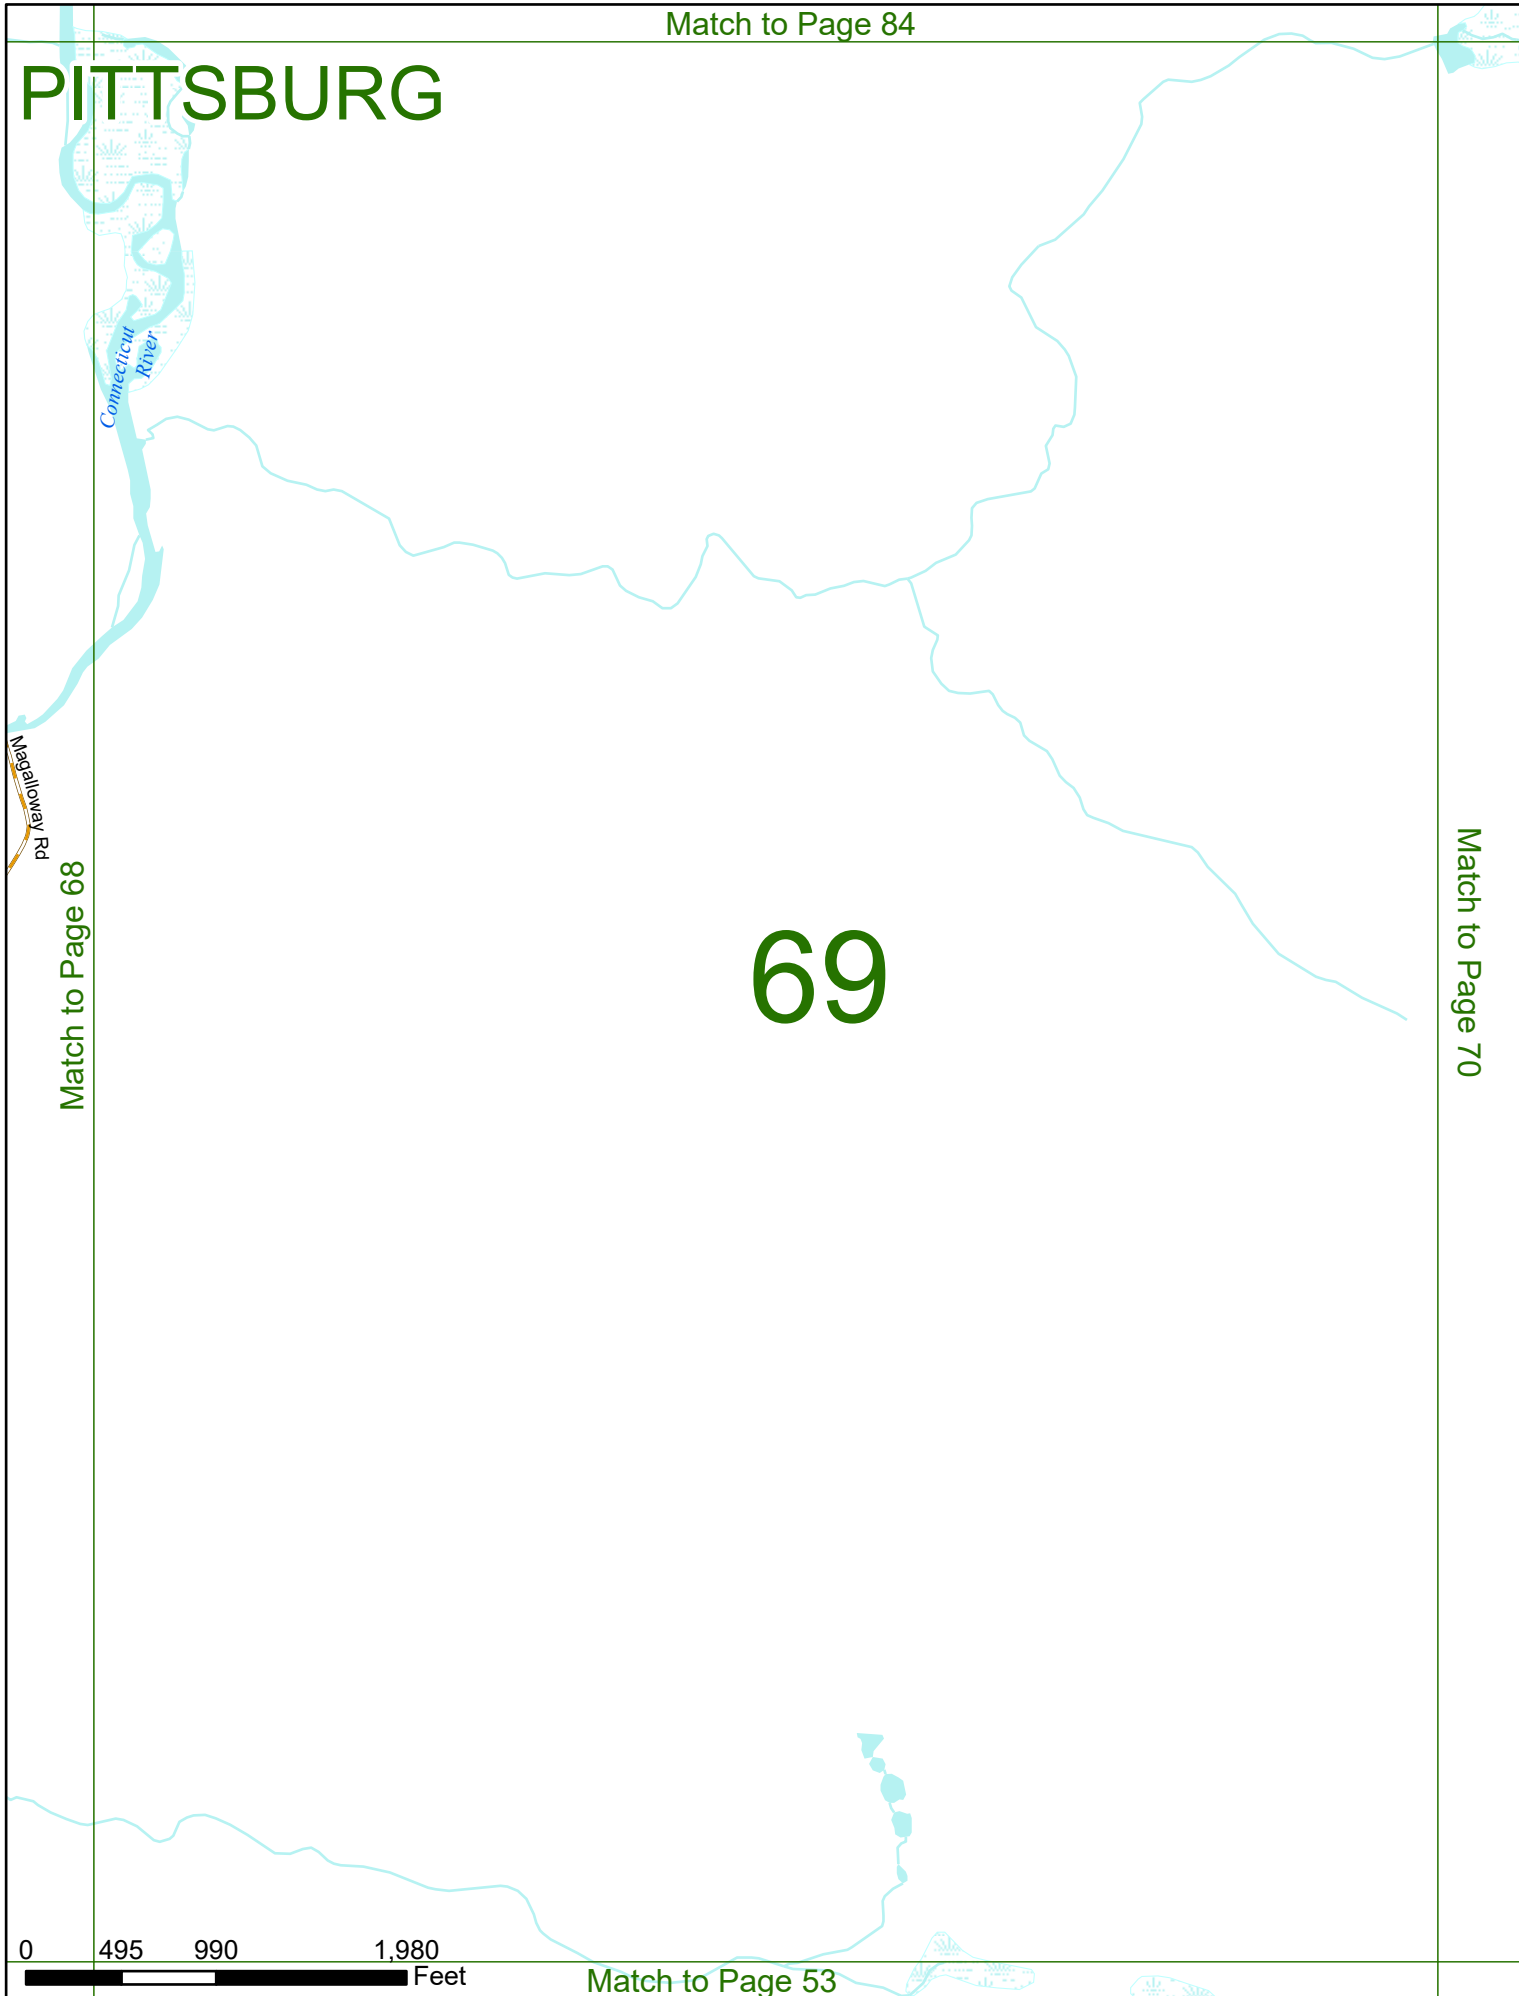 Match to Page 84
PITTSBURG
Connecticut
River
Magalloway Rd
Match to Page 68
69
Match to Page 70
0 495 990 1,980
Feet
Match to Page 53